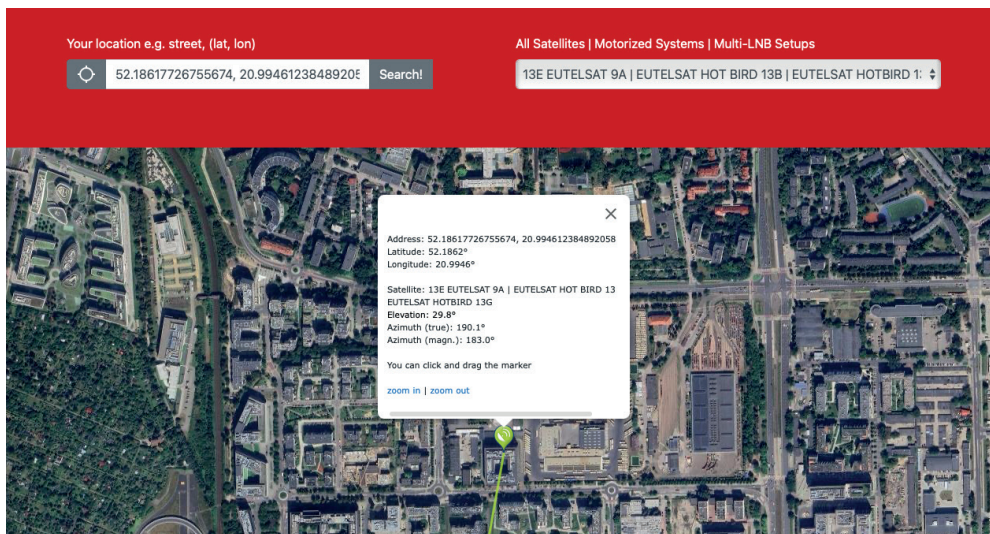 Your location e.g. street, (lat, lon)
52.18617726755674, 20.99461238489205
Search!
All Satellites | Motorized Systems | Multi-LNB Setups
13E EUTELSAT 9A | EUTELSAT HOT BIRD 13B | EUTELSAT HOTBIRD 1
Address: 52.18617726755674, 20.994612384892058
Latitude: 52.1862°
Longitude: 20.9946°
Satellite: 13E EUTELSAT 9A | EUTELSAT HOT BIRD 13
EUTELSAT HOTBIRD 13G
Elevation: 29.8°
Azimuth (true): 190.1°
Azimuth (magn.): 183.0°
You can click and drag the marker
zoom in | zoom out